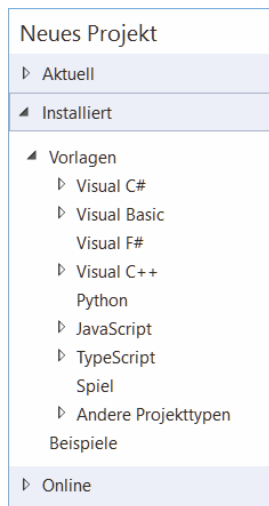 Neues Projekt
Aktuell
Installiert
Vorlagen
Visual C#
Visual Basic
Visual F#
Visual C++
Python
JavaScript
TypeScript
Spiel
Andere Projekttypen
Beispiele
Online